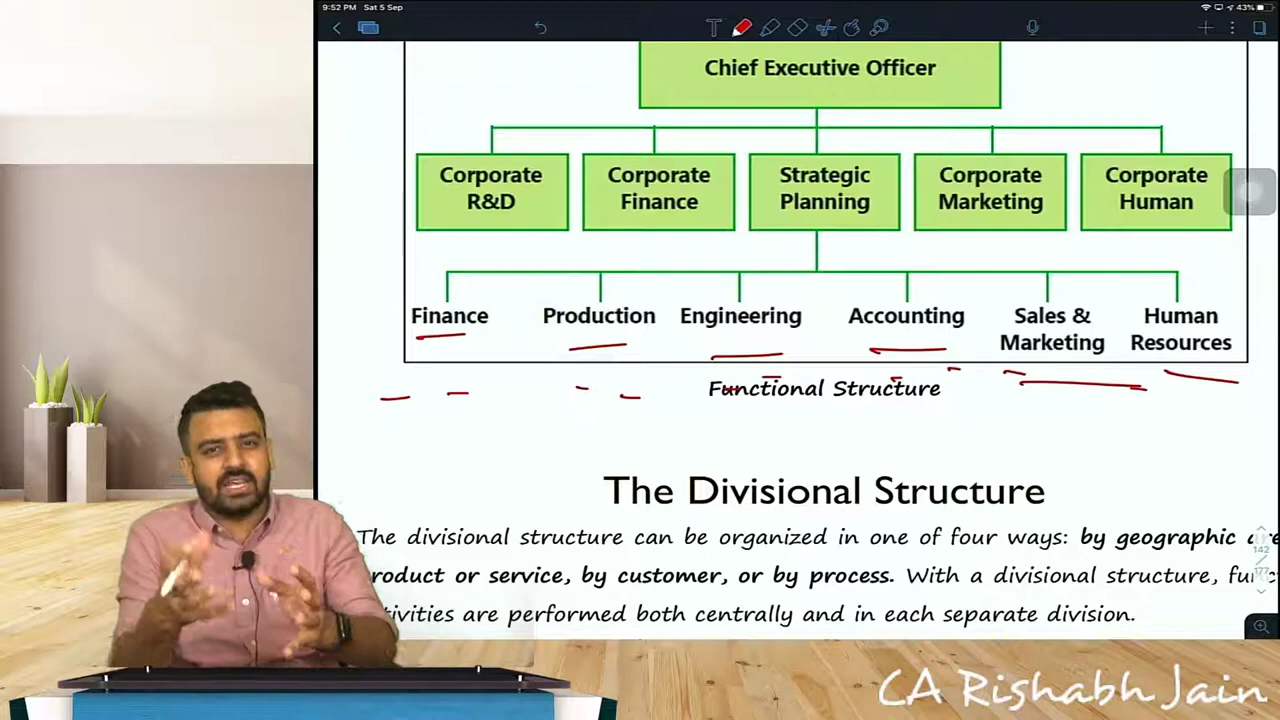 9:52 PM Sat 5 Sep
43%
Chief Executive Officer
Corporate R&D
Corporate Finance
Strategic Planning
Corporate Marketing
Corporate Human
Finance
Production
Engineering
Accounting
Sales & Marketing
Human Resources
Functional Structure
The Divisional Structure
The divisional structure can be organized in one of four ways: by geographic
product or service, by customer, or by process. With a divisional structure,
are performed both centrally and in each separate division.
142
CA Rishabh Jain